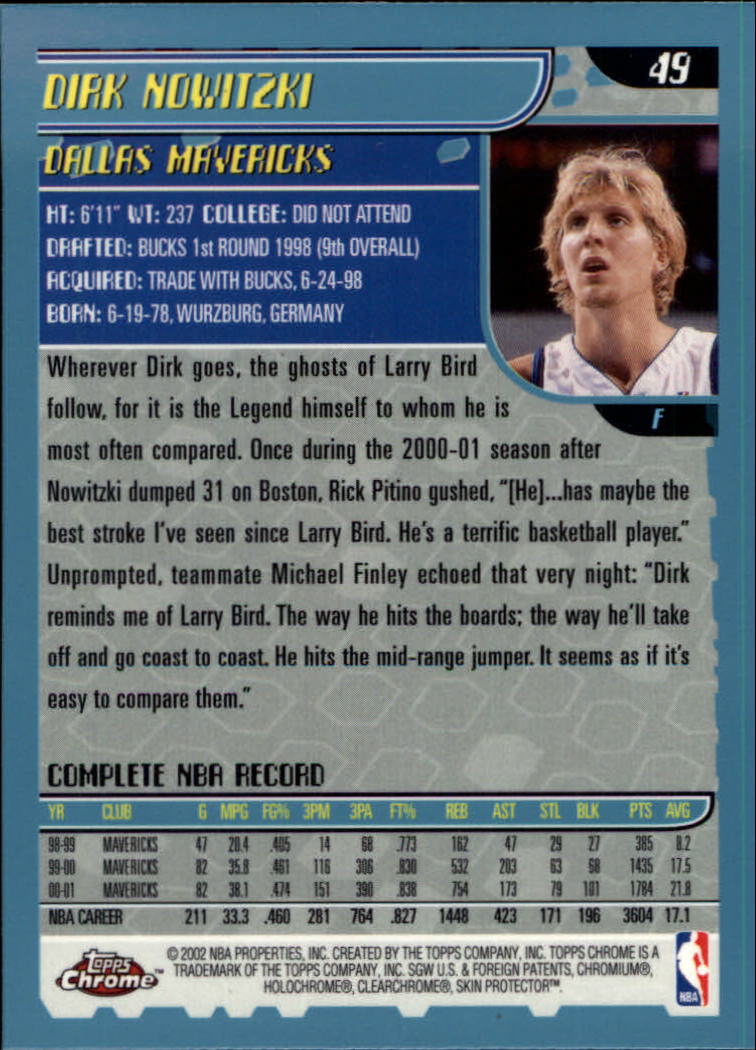 49
DIRK NOWITZKI
DALLAS MAVERICKS
HT: 6'11" WT: 237 COLLEGE: DID NOT ATTEND
DRAFTED: BUCKS 1st ROUND 1998 (9th OVERALL)
ACQUIRED: TRADE WITH BUCKS, 6-24-98
BORN: 6-19-78, WURZBURG, GERMANY
F
Wherever Dirk goes, the ghosts of Larry Bird
follow, for it is the Legend himself to whom he is
most often compared. Once during the 2000-01 season after
Nowitzki dumped 31 on Boston, Rick Pitino gushed, "[He]...has maybe the
best stroke I've seen since Larry Bird. He's a terrific basketball player."
Unprompted, teammate Michael Finley echoed that very night: "Dirk
reminds me of Larry Bird. The way he hits the boards; the way he'll take
off and go coast to coast. He hits the mid-range jumper. It seems as if it's
easy to compare them."
COMPLETE NBA RECORD
YR CLUB G MPG FG% 3PM 3PA FT% REB AST STL BLK PTS AVG
98-99 MAVERICKS 47 20.4 .405 14 68 .773 162 47 29 27 385 8.2
99-00 MAVERICKS 82 35.8 .461 116 306 .830 532 203 63 68 1435 17.5
00-01 MAVERICKS 82 38.1 .474 151 390 .838 754 173 79 101 1784 21.8
NBA CAREER 211 33.3 .460 281 764 .827 1448 423 171 196 3604 17.1
Topps
Chrome™
© 2002 NBA PROPERTIES, INC. CREATED BY THE TOPPS COMPANY, INC. TOPPS CHROME IS A
TRADEMARK OF THE TOPPS COMPANY, INC. SGW U.S. & FOREIGN PATENTS, CHROMIUM®,
HOLOCHROME®, CLEARCHROME®, SKIN PROTECTOR™.
NBA